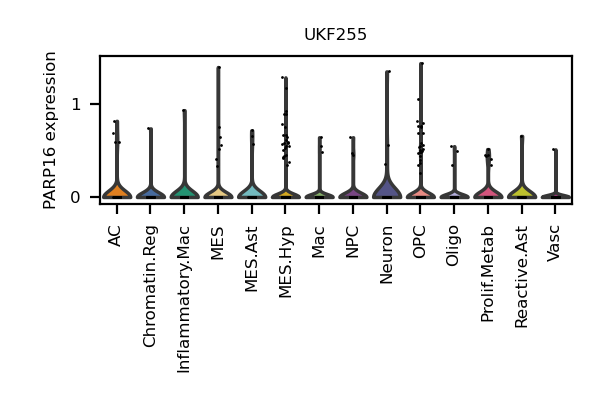 UKF255
PARP16 expression
1
0
AC
Chromatin.Reg
Inflammatory.Mac
MES
MES.Ast
MES.Hyp
Mac
NPC
Neuron
OPC
Oligo
Prolif.Metab
Reactive.Ast
Vasc